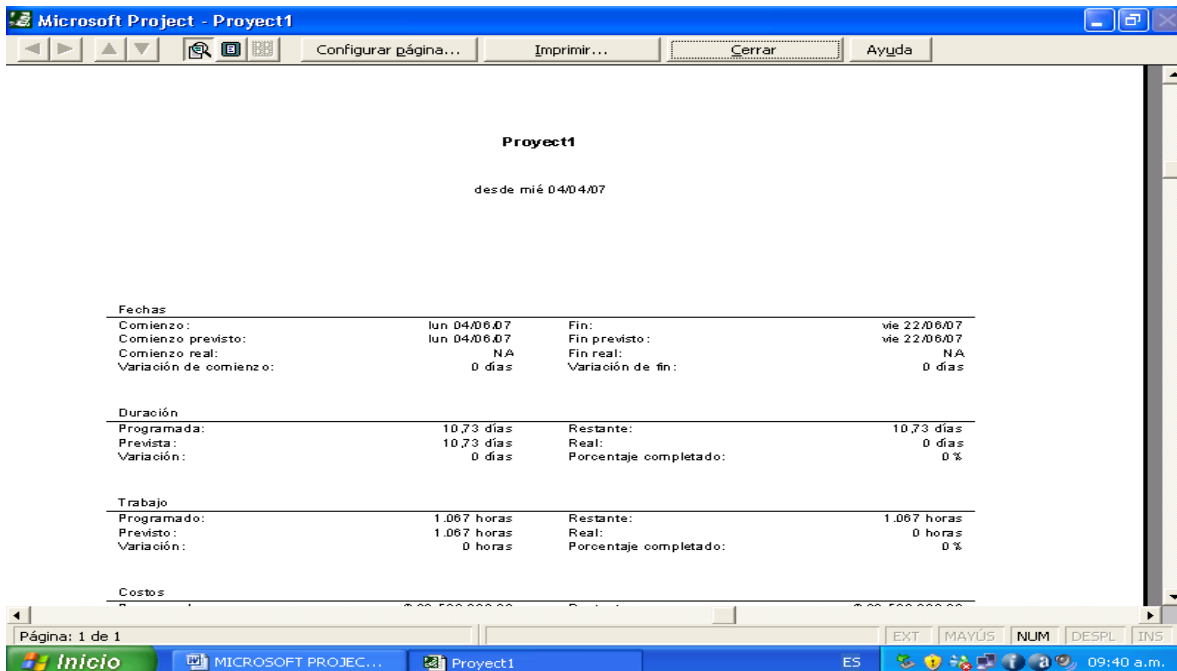 Microsoft Project - Proyect1
Configurar página... Imprimir... Cerrar Ayuda
Proyect1
desde mié 04/04/07
Fechas
Comienzo: lun 04/06/07 Fin: vie 22/06/07
Comienzo previsto: lun 04/06/07 Fin previsto: vie 22/06/07
Comienzo real: NA Fin real: NA
Variación de comienzo: 0 días Variación de fin: 0 días
Duración
Programada: 10,73 días Restante: 10,73 días
Prevista: 10,73 días Real: 0 días
Variación: 0 días Porcentaje completado: 0 %
Trabajo
Programado: 1.067 horas Restante: 1.067 horas
Previsto: 1.067 horas Real: 0 horas
Variación: 0 horas Porcentaje completado: 0 %
Costos
Página: 1 de 1 EXT MAYÚS NUM DESPL INS
Inicio MICROSOFT PROJEC... Proyect1 ES 09:40 a.m.